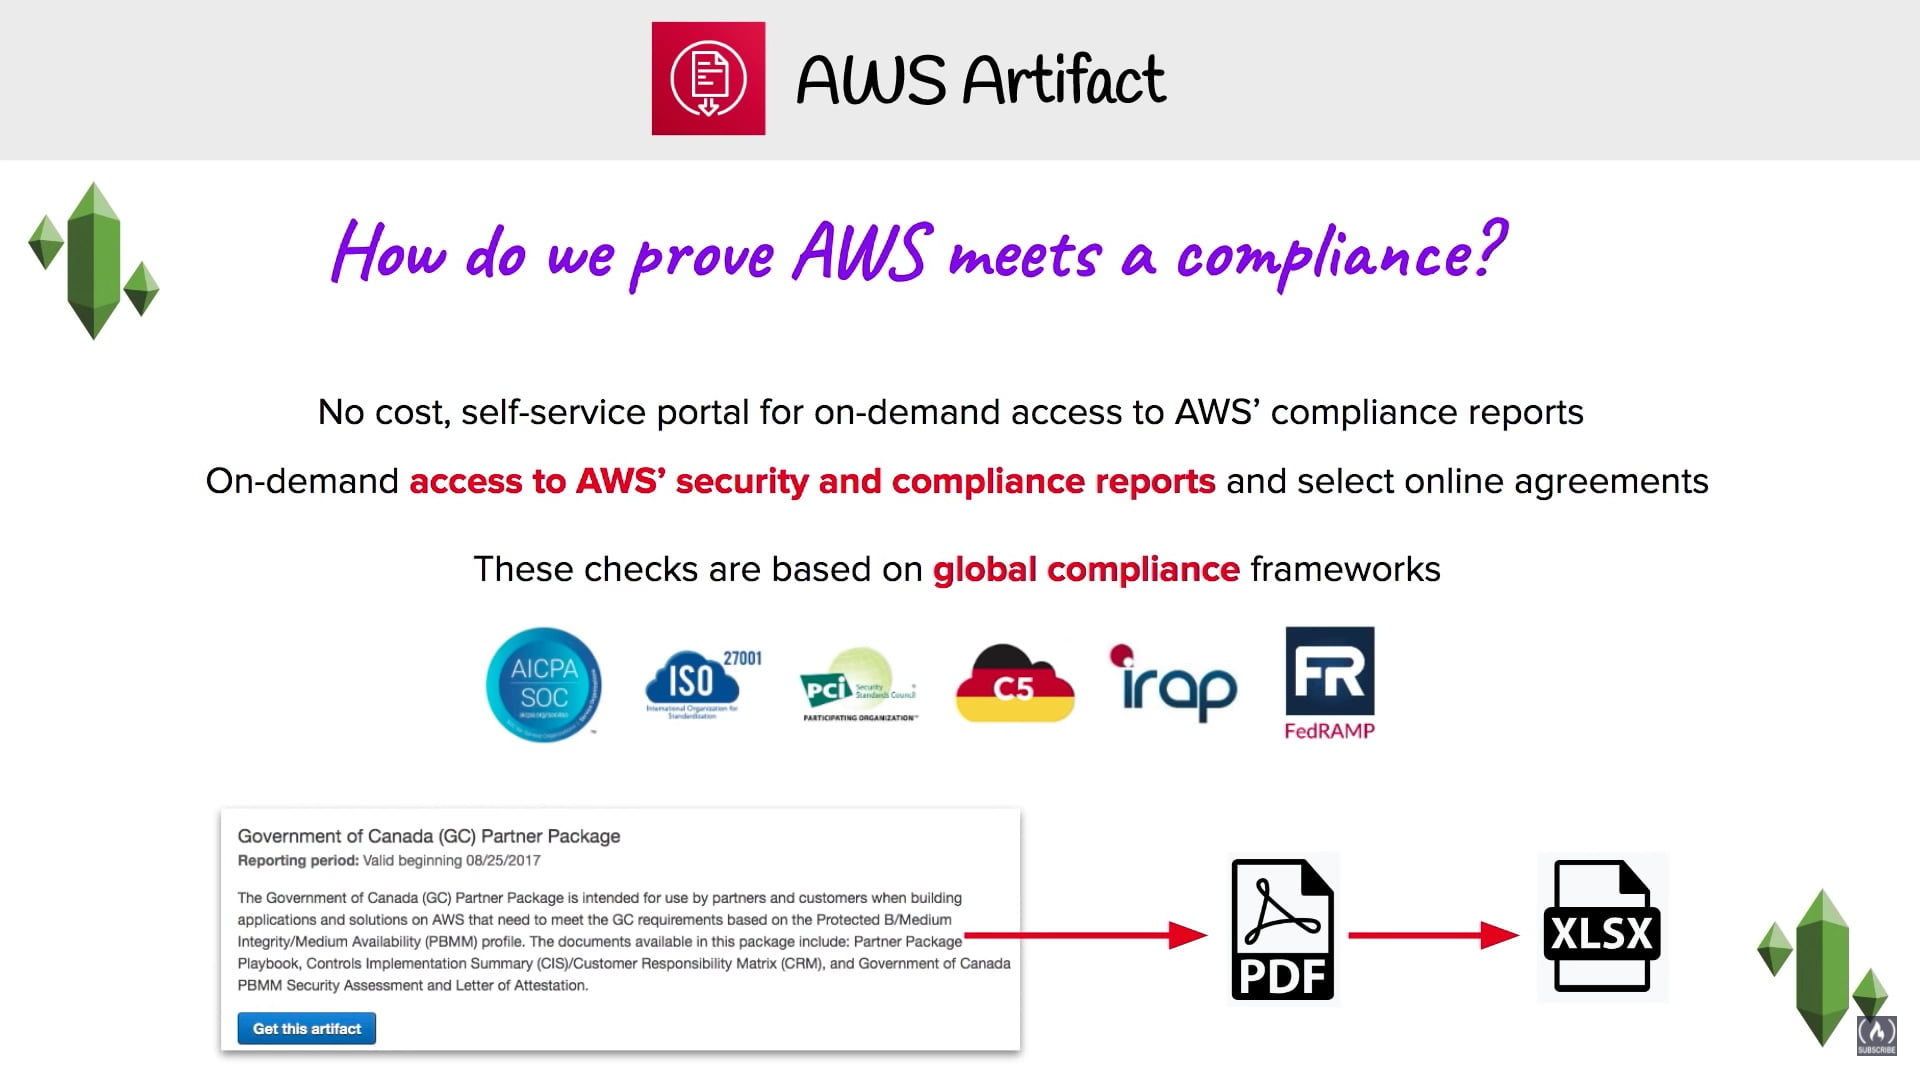 AWS Artifact
How do we prove AWS meets a compliance?
No cost, self-service portal for on-demand access to AWS’ compliance reports
On-demand access to AWS’ security and compliance reports and select online agreements
These checks are based on global compliance frameworks
AICPA
SOC
ISO
27001
International Organization for
Standardization
PCI
Security
Standards Council
PARTICIPATING ORGANIZATION™
C5
irap
FR
FedRAMP
Government of Canada (GC) Partner Package
Reporting period: Valid beginning 08/25/2017
The Government of Canada (GC) Partner Package is intended for use by partners and customers when building
applications and solutions on AWS that need to meet the GC requirements based on the Protected B/Medium
Integrity/Medium Availability (PBMM) profile. The documents available in this package include: Partner Package
Playbook, Controls Implementation Summary (CIS)/Customer Responsibility Matrix (CRM), and Government of Canada
PBMM Security Assessment and Letter of Attestation.
Get this artifact
PDF
XLSX
SUBSCRIBE